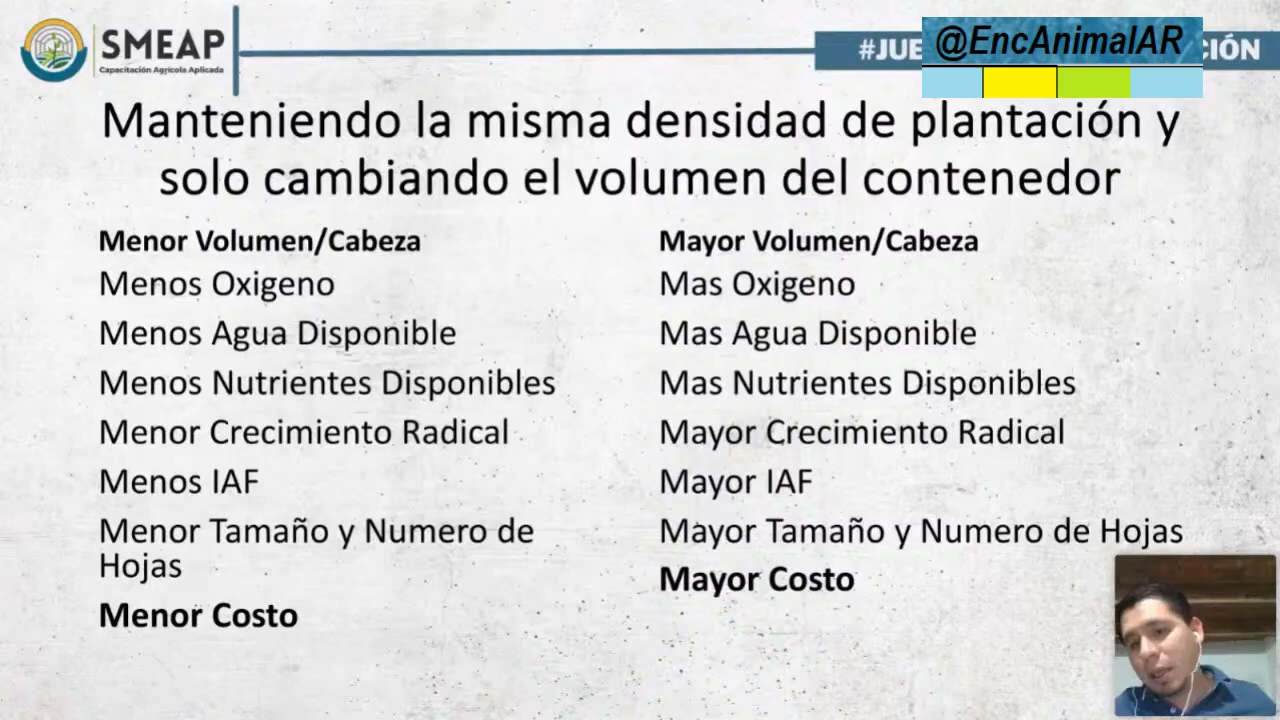 SMEAP
Capacitación Agrícola Aplicada
@EncAnimalAR
Manteniendo la misma densidad de plantación y
solo cambiando el volumen del contenedor
Menor Volumen/Cabeza
Menos Oxigeno
Menos Agua Disponible
Menos Nutrientes Disponibles
Menor Crecimiento Radical
Menos IAF
Menor Tamaño y Numero de
Hojas
Menor Costo
Mayor Volumen/Cabeza
Mas Oxigeno
Mas Agua Disponible
Mas Nutrientes Disponibles
Mayor Crecimiento Radical
Mayor IAF
Mayor Tamaño y Numero de Hojas
Mayor Costo